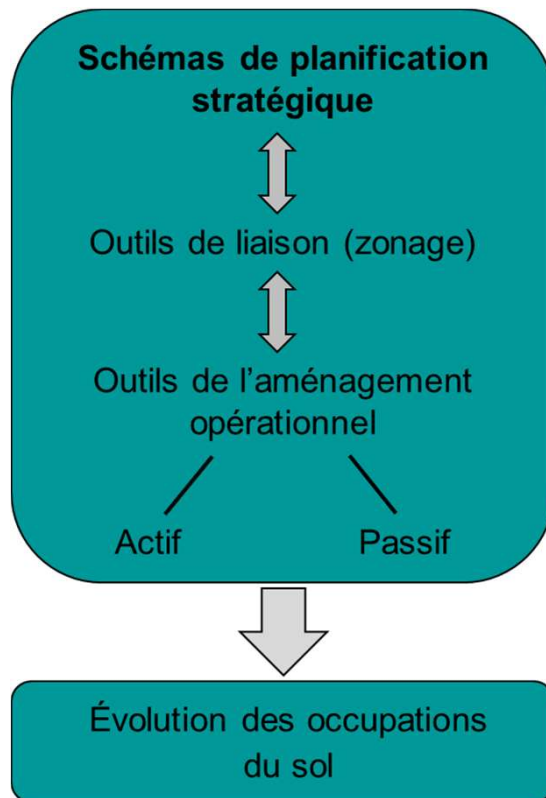 Schémas de planification
stratégique
Outils de liaison (zonage)
Outils de l’aménagement
opérationnel
Actif Passif
Évolution des occupations
du sol